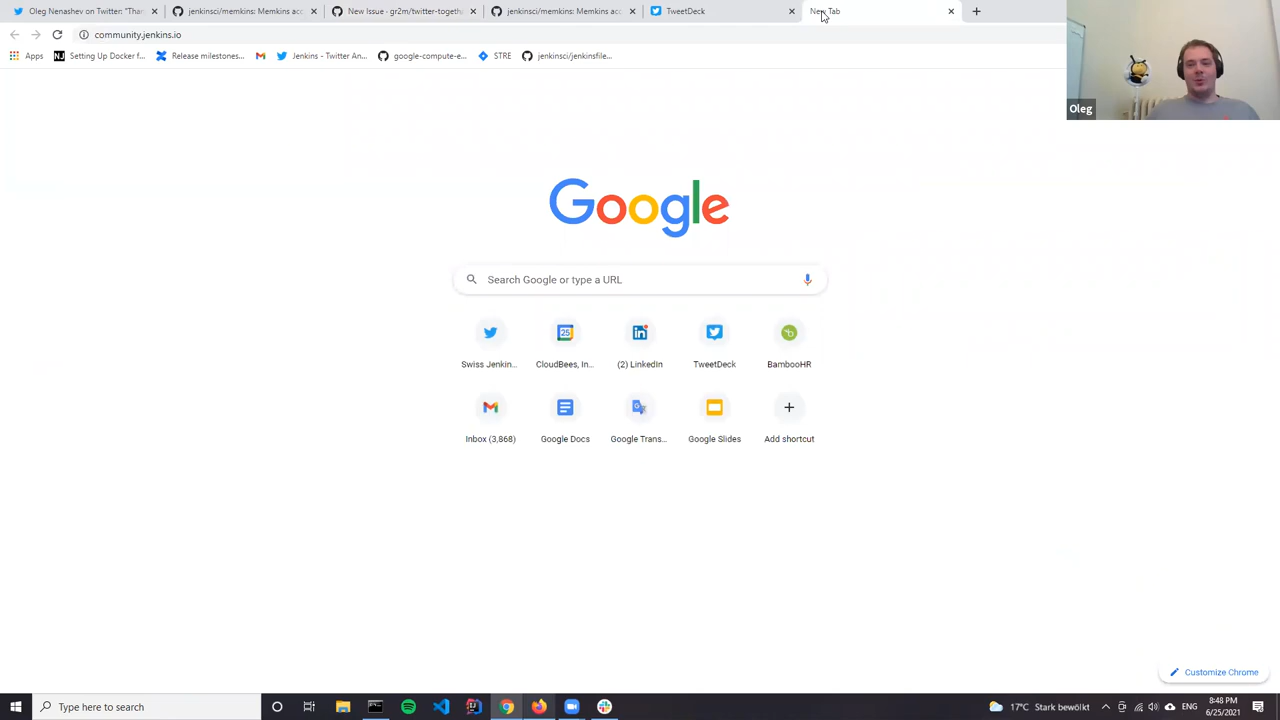 Oleg Nenashev on Twitter: "Than
jenkinsci/memkins: Memkins acc
New Issue - gr2m/twitter-togeth
jenkinsci/memkins: Memkins acc
TweetDeck
New Tab
community.jenkins.io
Apps
Setting Up Docker f...
Release milestones...
Jenkins - Twitter An...
google-compute-e...
STRE
jenkinsci/jenkinsfile...
Oleg
Google
Search Google or type a URL
Swiss Jenkin...
CloudBees, In...
(2) LinkedIn
TweetDeck
BambooHR
Inbox (3,868)
Google Docs
Google Trans...
Google Slides
Add shortcut
Customize Chrome
Type here to search
17°C Stark bewölkt
ENG
8:48 PM
6/25/2021